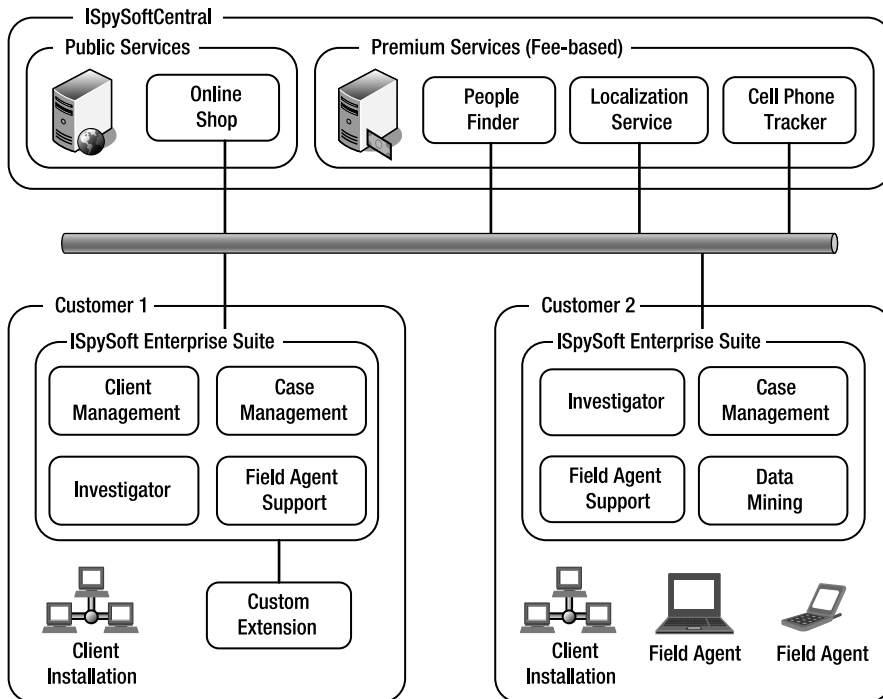 ISpySoftCentral
Public Services
Online
Shop
Premium Services (Fee-based)
People
Finder
Localization
Service
Cell Phone
Tracker
Customer 1
ISpySoft Enterprise Suite
Client
Management
Case
Management
Investigator
Field Agent
Support
Client
Installation
Custom
Extension
Customer 2
ISpySoft Enterprise Suite
Investigator
Case
Management
Field Agent
Support
Data
Mining
Client
Installation
Field Agent
Field Agent